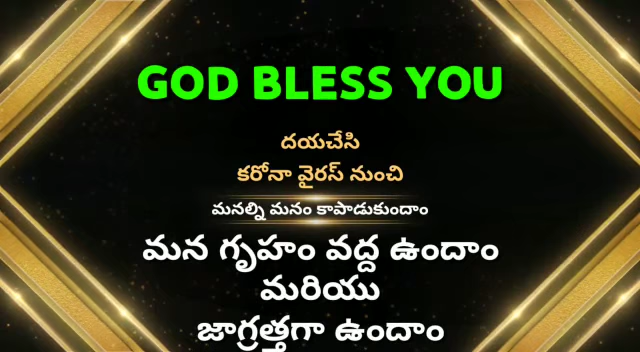 GOD BLESS YOU
దయచేసి
కరోనా వైరస్ నుంచి
మనల్ని మనం కాపాడుకుందాం
మన గృహం వద్ద ఉందాం
మరియు
జాగ్రత్తగా ఉందాం